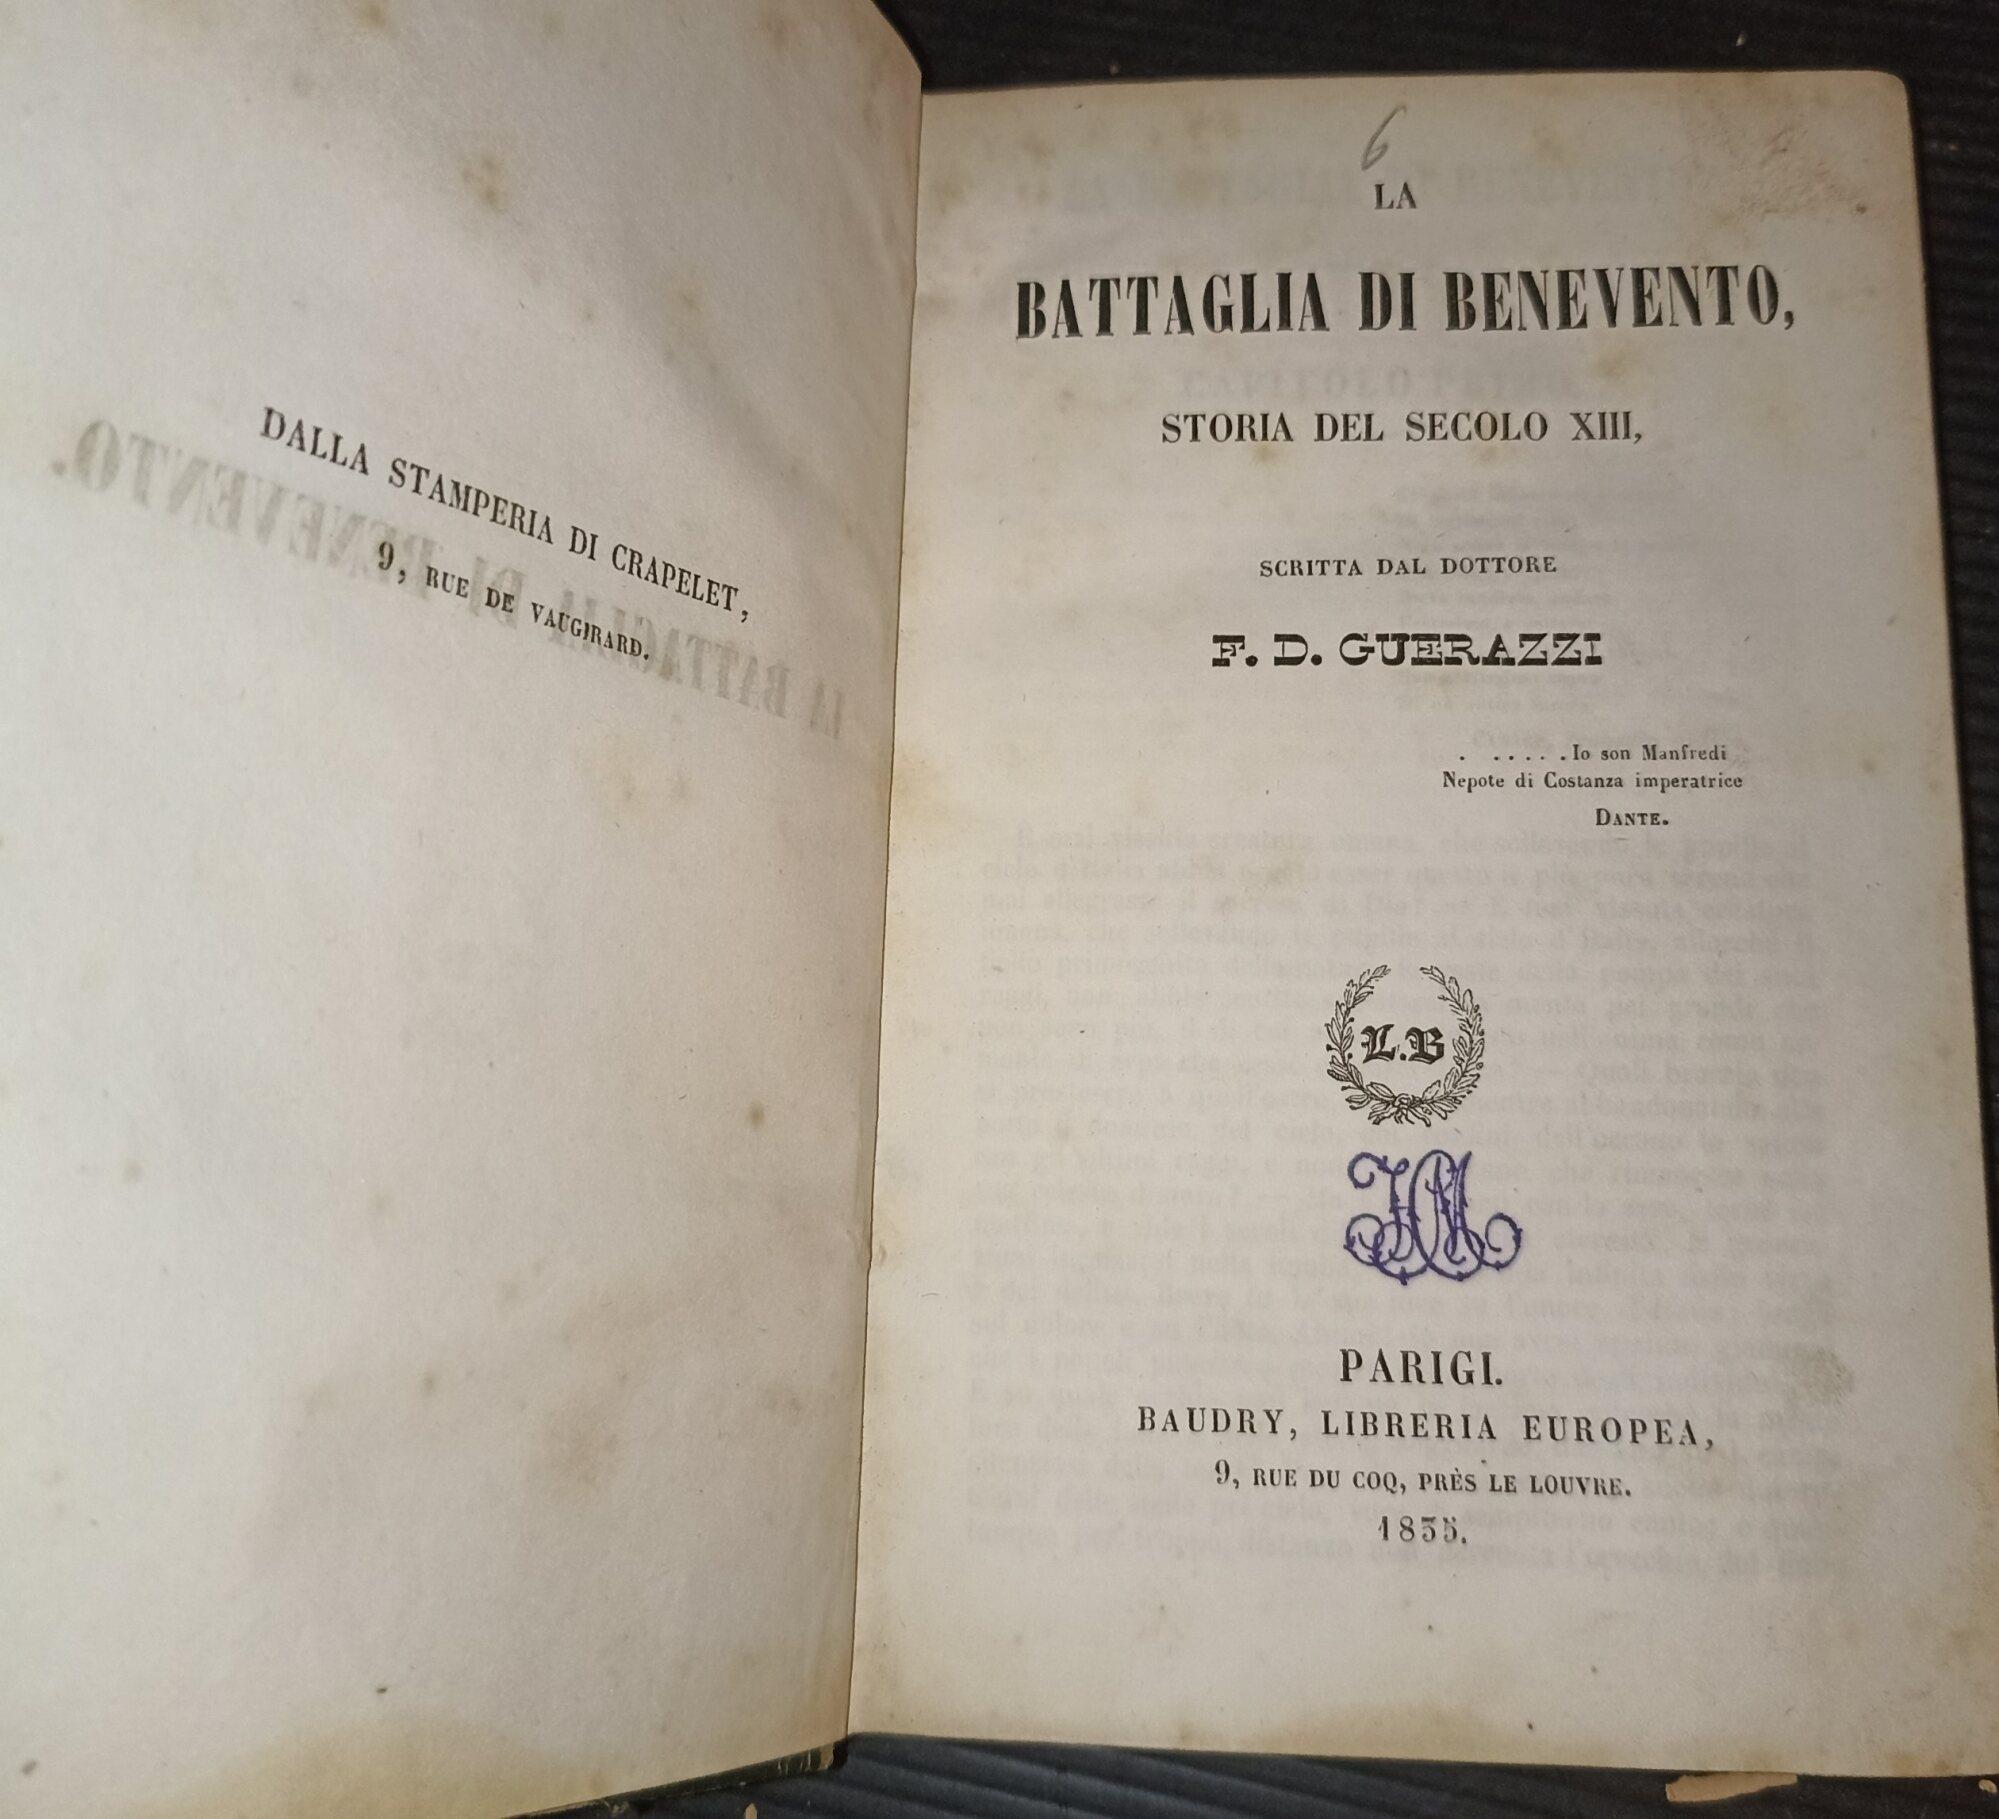 DALLA STAMPERIA DI CRAPELET,
9, RUE DE VAUGIRARD.
6
LA
BATTAGLIA DI BENEVENTO,
STORIA DEL SECOLO XIII,
SCRITTA DAL DOTTORE
F. D. GUERAZZI
. .....Io son Manfredi
Nepote di Costanza imperatrice
DANTE.
L.B
PARIGI.
BAUDRY, LIBRERIA EUROPEA,
9, RUE DU COQ, PRÈS LE LOUVRE.
1835.